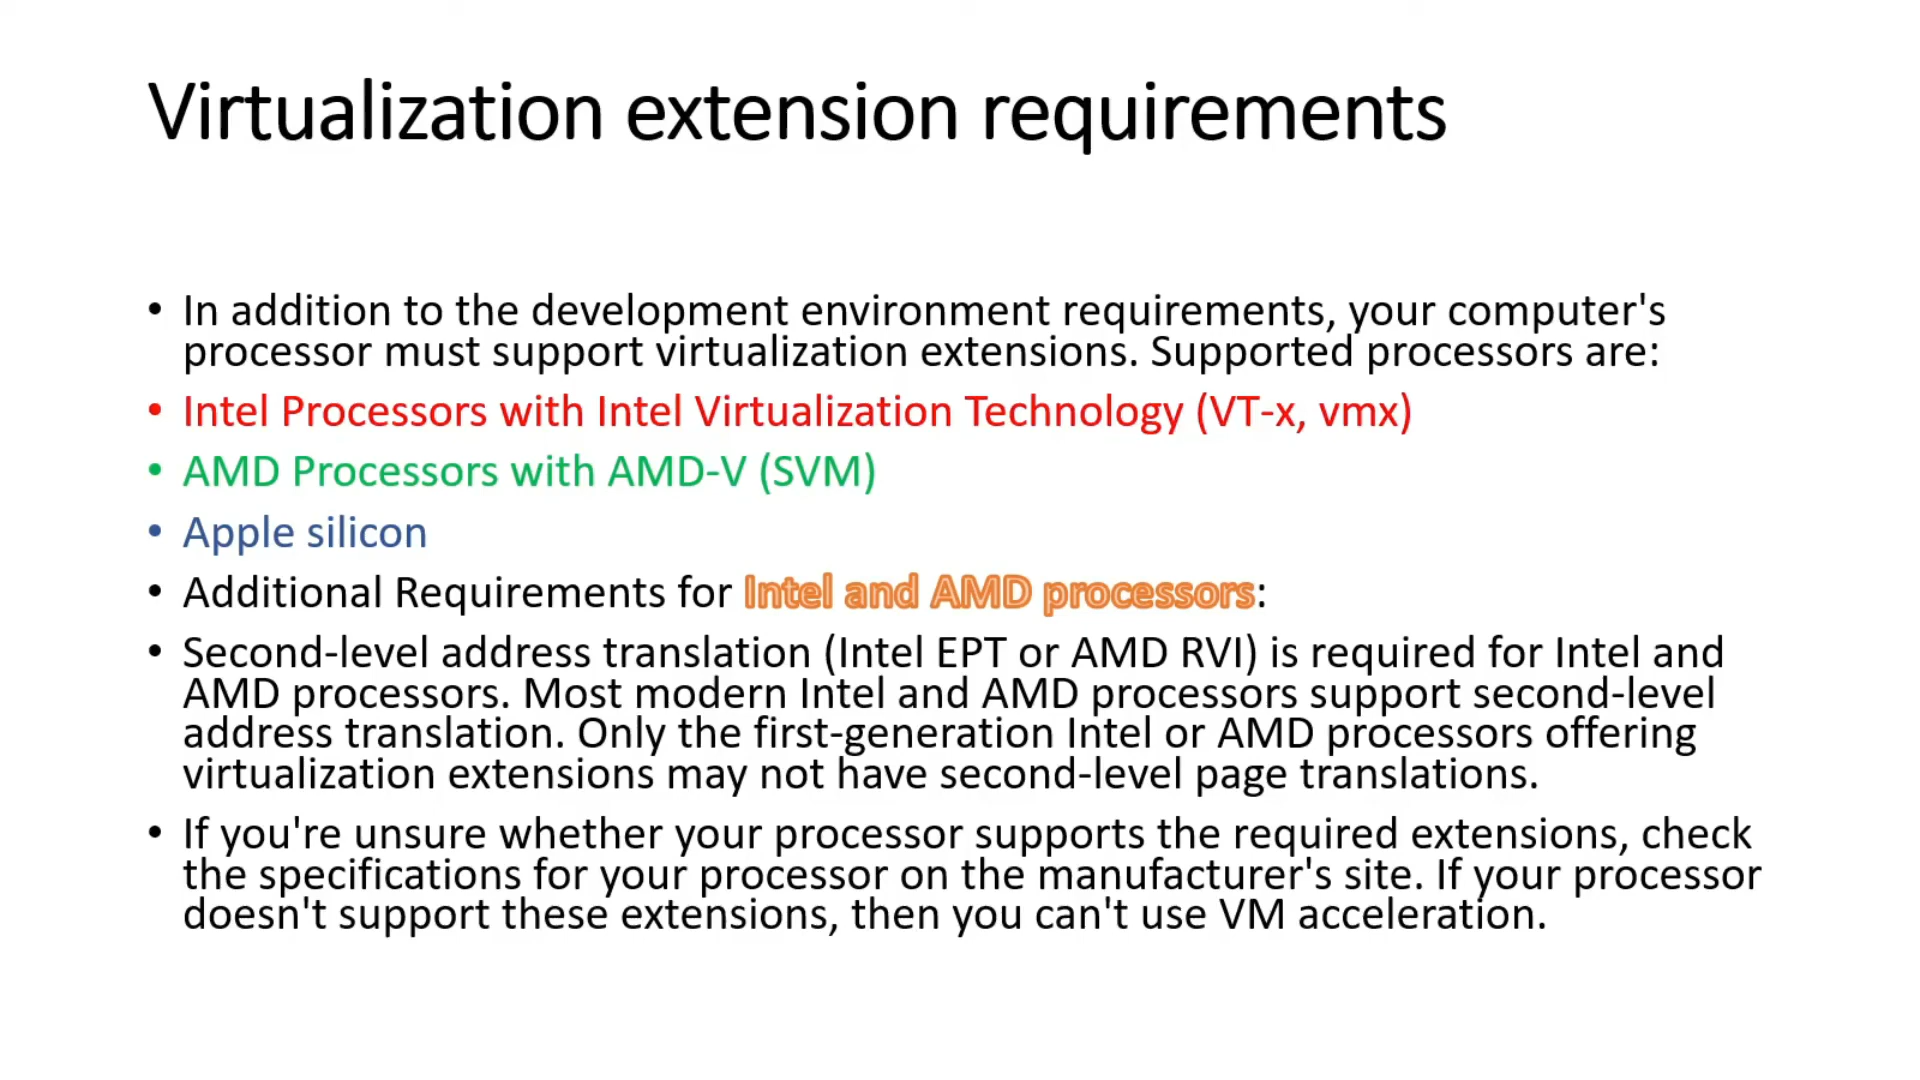 Virtualization extension requirements
• In addition to the development environment requirements, your computer's
processor must support virtualization extensions. Supported processors are:
• Intel Processors with Intel Virtualization Technology (VT-x, vmx)
• AMD Processors with AMD-V (SVM)
• Apple silicon
• Additional Requirements for Intel and AMD processors:
• Second-level address translation (Intel EPT or AMD RVI) is required for Intel and
AMD processors. Most modern Intel and AMD processors support second-level
address translation. Only the first-generation Intel or AMD processors offering
virtualization extensions may not have second-level page translations.
• If you're unsure whether your processor supports the required extensions, check
the specifications for your processor on the manufacturer's site. If your processor
doesn't support these extensions, then you can't use VM acceleration.